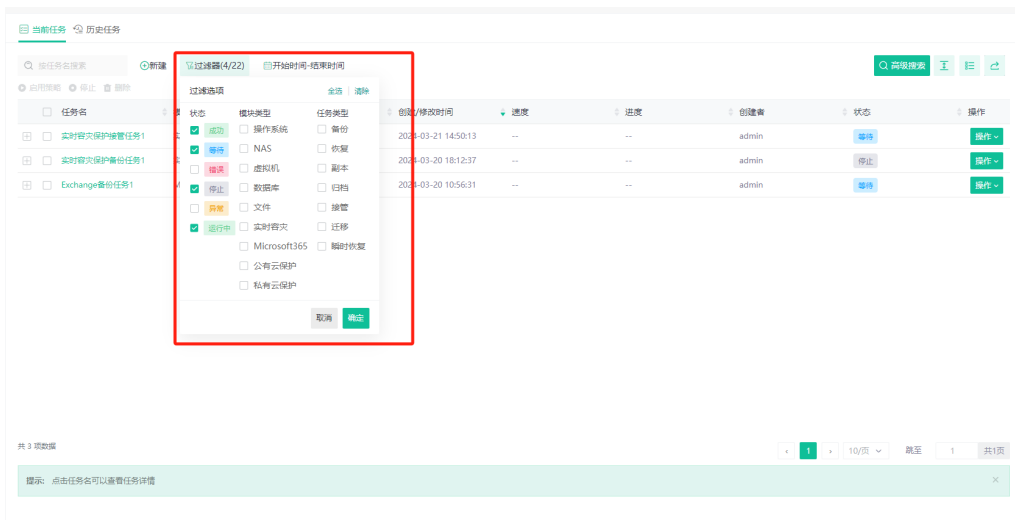 当前任务 历史任务
按任务名搜索 新建 过滤器(4/22) 开始时间-结束时间 高级搜索
启用策略 停止 删除
任务名 创建/修改时间 速度 进度 创建者 状态 操作
实时容灾保护接管任务1 2024-03-21 14:50:13 -- -- admin 等待 操作
实时容灾保护备份任务1 2024-03-20 18:12:37 -- -- admin 停止 操作
Exchange备份任务1 2024-03-20 10:56:31 -- -- admin 等待 操作
过滤选项 全选 清除
状态 模块类型 任务类型
成功 操作系统 备份
等待 NAS 恢复
错误 虚拟机 副本
停止 数据库 归档
异常 文件 接管
运行中 实时容灾 迁移
Microsoft365 瞬时恢复
公有云保护
私有云保护
取消 确定
共 3 项数据 1 10/页 跳至 1 共1页
提示: 点击任务名可以查看任务详情